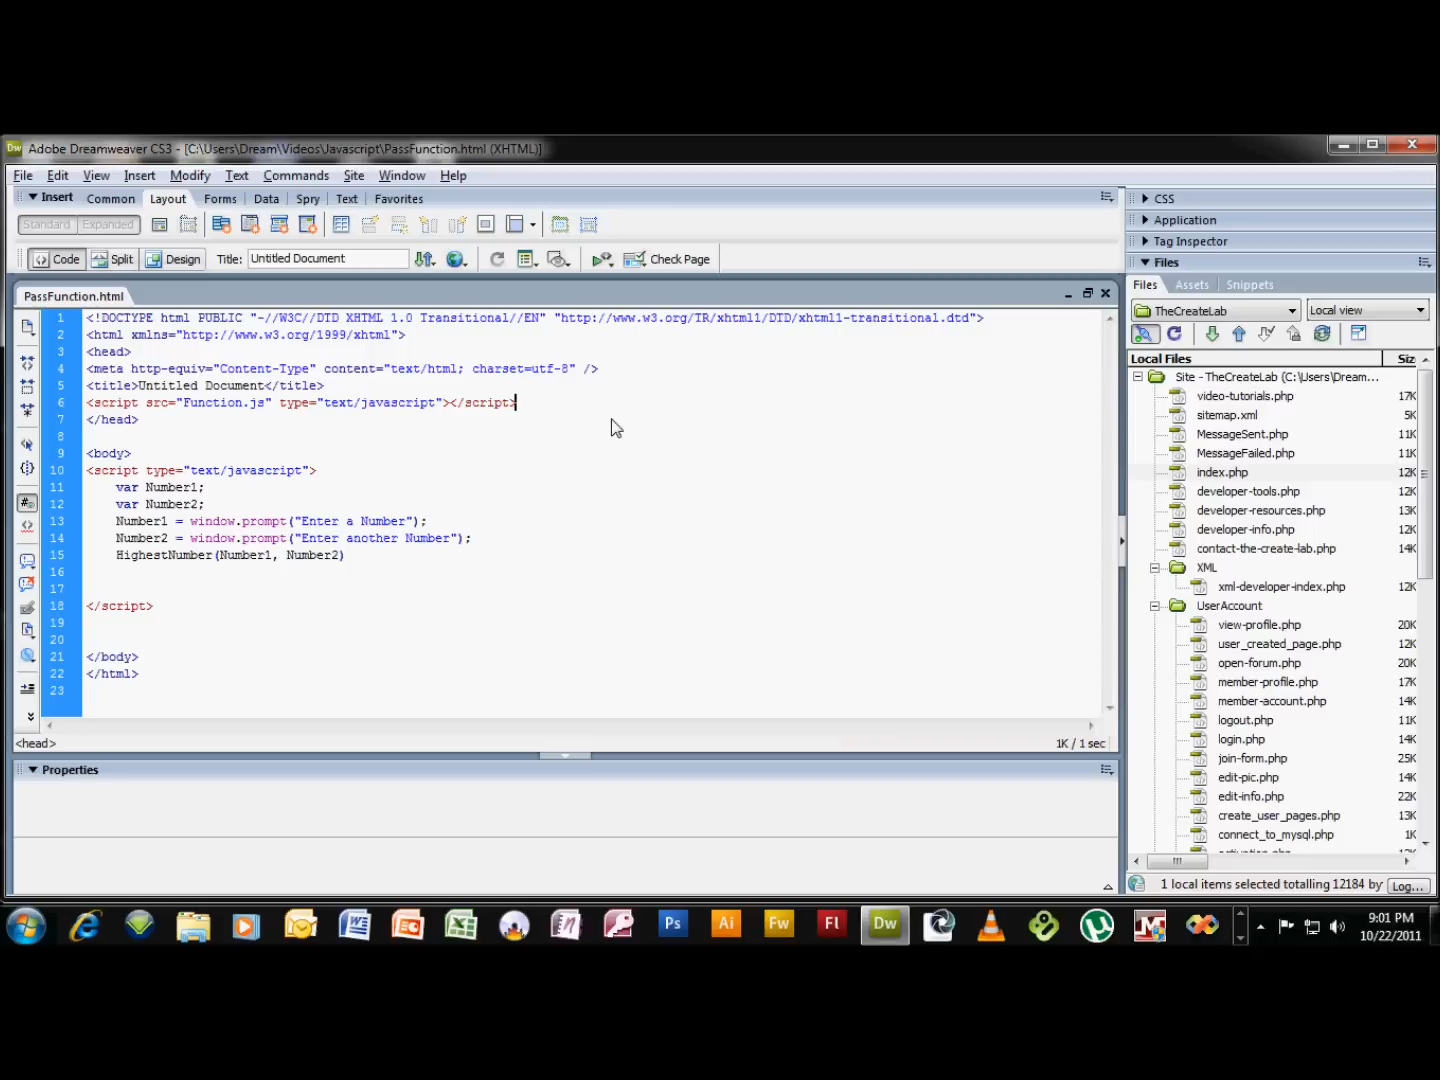 Dw Adobe Dreamweaver CS3 - [C:\Users\Dream\Videos\Javascript\PassFunction.html (XHTML)]
File Edit View Insert Modify Text Commands Site Window Help
Insert Common Layout Forms Data Spry Text Favorites
Standard Expanded
Code Split Design Title: Untitled Document Check Page
PassFunction.html
1 <!DOCTYPE html PUBLIC "-//W3C//DTD XHTML 1.0 Transitional//EN" "http://www.w3.org/TR/xhtml1/DTD/xhtml1-transitional.dtd">
2 <html xmlns="http://www.w3.org/1999/xhtml">
3 <head>
4 <meta http-equiv="Content-Type" content="text/html; charset=utf-8" />
5 <title>Untitled Document</title>
6 <script src="Function.js" type="text/javascript"></script>
7 </head>
8
9 <body>
10 <script type="text/javascript">
11 var Number1;
12 var Number2;
13 Number1 = window.prompt("Enter a Number");
14 Number2 = window.prompt("Enter another Number");
15 HighestNumber(Number1, Number2)
16
17
18 </script>
19
20
21 </body>
22 </html>
23
<head> 1K / 1 sec
Properties
CSS
Application
Tag Inspector
Files
Files Assets Snippets
TheCreateLab Local view
Local Files Siz
Site - TheCreateLab (C:\Users\Dream...
video-tutorials.php 17K
sitemap.xml 5K
MessageSent.php 11K
MessageFailed.php 11K
index.php 12K
developer-tools.php 12K
developer-resources.php 13K
developer-info.php 12K
contact-the-create-lab.php 14K
XML
xml-developer-index.php 12K
UserAccount
view-profile.php 20K
user_created_page.php 12K
open-forum.php 20K
member-profile.php 17K
member-account.php 14K
logout.php 11K
login.php 14K
join-form.php 25K
edit-pic.php 14K
edit-info.php 22K
create_user_pages.php 13K
connect_to_mysql.php 1K
1 local items selected totalling 12184 by Log...
Ps Ai Fw Fl Dw
9:01 PM
10/22/2011